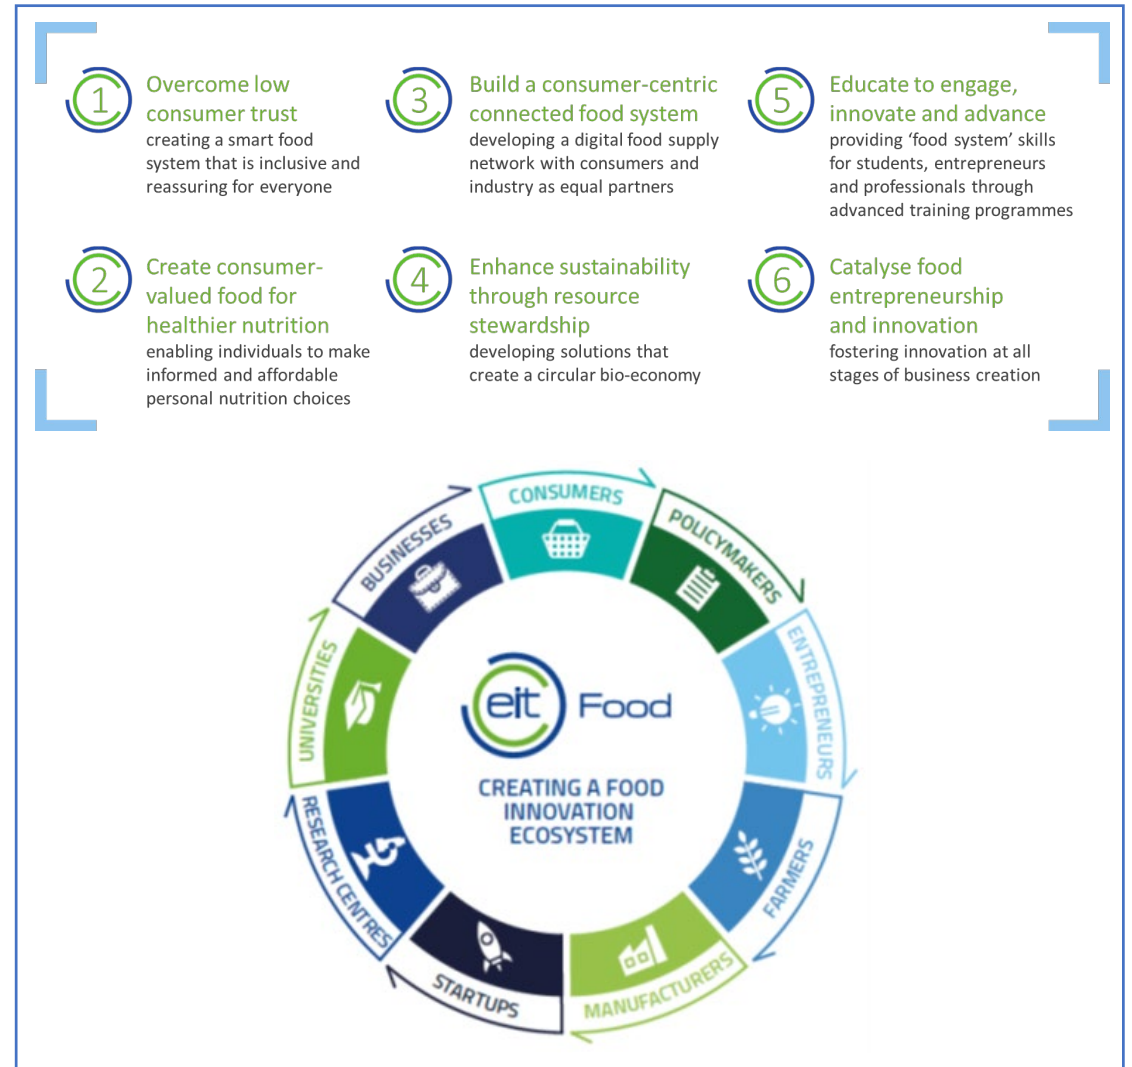 1
Overcome low
consumer trust
creating a smart food
system that is inclusive and
reassuring for everyone
2
Create consumer-
valued food for
healthier nutrition
enabling individuals to make
informed and affordable
personal nutrition choices
3
Build a consumer-centric
connected food system
developing a digital food supply
network with consumers and
industry as equal partners
4
Enhance sustainability
through resource
stewardship
developing solutions that
create a circular bio-economy
5
Educate to engage,
innovate and advance
providing ‘food system’ skills
for students, entrepreneurs
and professionals through
advanced training programmes
6
Catalyse food
entrepreneurship
and innovation
fostering innovation at all
stages of business creation
CONSUMERS
POLICYMAKERS
ENTREPRENEURS
FARMERS
MANUFACTURERS
STARTUPS
RESEARCH CENTRES
UNIVERSITIES
BUSINESSES
eit Food
CREATING A FOOD
INNOVATION
ECOSYSTEM